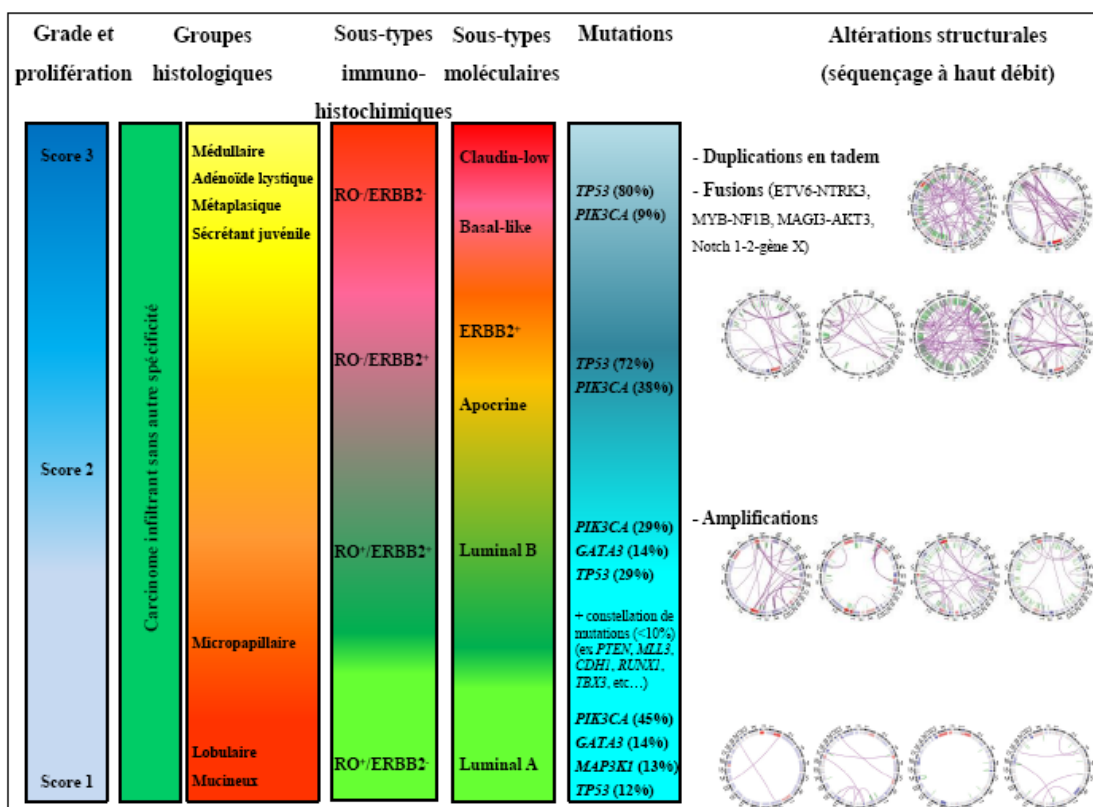 Grade et
prolifération
Groupes
histologiques
Sous-types
immuno-
histochimiques
Sous-types
moléculaires
Mutations
Altérations structurales
(séquençage à haut débit)
Score 3
Score 2
Score 1
Carcinome infiltrant sans autre spécificité
Médullaire
Adénoïde kystique
Métaplasique
Sécrétant juvénile
Micropapillaire
Lobulaire
Mucineux
RO⁻/ERBB2⁻
RO⁻/ERBB2⁺
RO⁺/ERBB2⁺
RO⁺/ERBB2⁻
Claudin-low
Basal-like
ERBB2⁺
Apocrine
Luminal B
Luminal A
TP53 (80%)
PIK3CA (9%)
TP53 (72%)
PIK3CA (38%)
PIK3CA (29%)
GATA3 (14%)
TP53 (29%)
+ constellation de
mutations (<10%)
(ex PTEN, MLL3,
CDH1, RUNX1,
TBX3, etc…)
PIK3CA (45%)
GATA3 (14%)
MAP3K1 (13%)
TP53 (12%)
- Duplications en tadem
- Fusions (ETV6-NTRK3,
MYB-NF1B, MAGI3-AKT3,
Notch 1-2-gène X)
- Amplifications